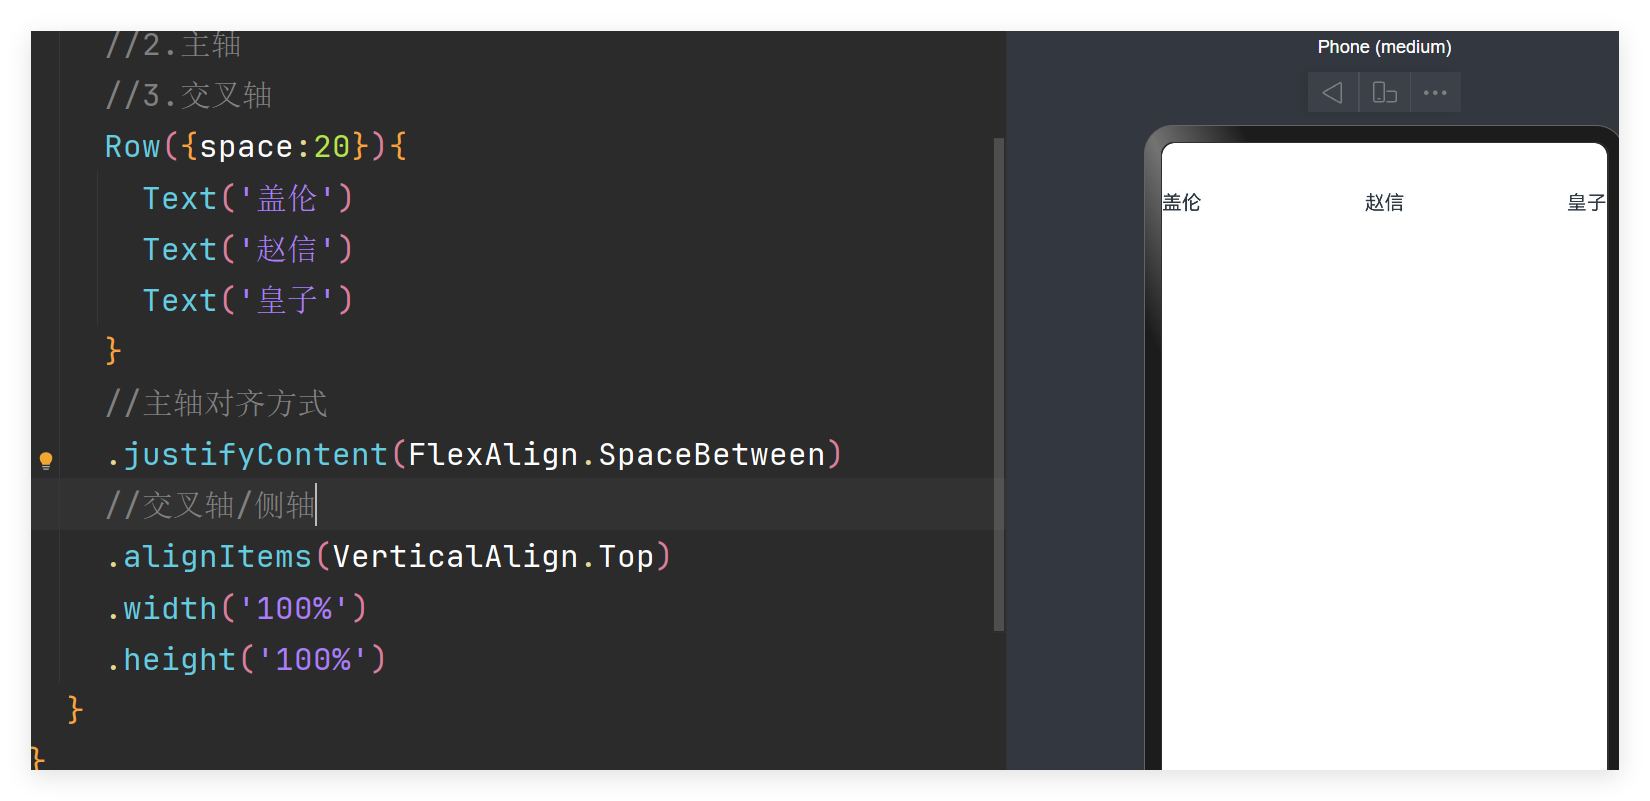 //2.主轴
//3.交叉轴
Row({space:20}){
Text('盖伦')
Text('赵信')
Text('皇子')
}
//主轴对齐方式
.justifyContent(FlexAlign.SpaceBetween)
//交叉轴/侧轴
.alignItems(VerticalAlign.Top)
.width('100%')
.height('100%')
}
}
Phone (medium)
盖伦 赵信 皇子